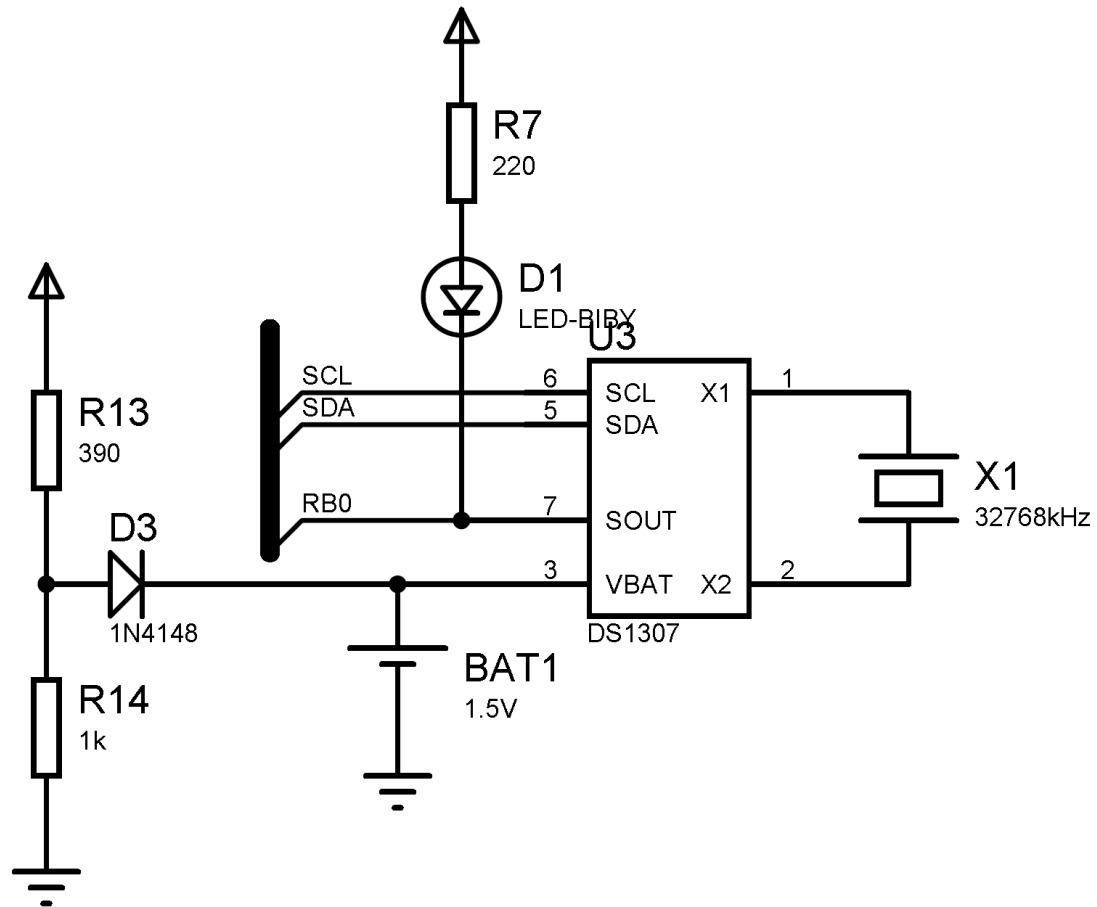 R7
220
D1
LED-BIBY
U3
R13
390
SCL
SDA
RB0
6
5
7
3
SCL
SDA
SOUT
VBAT
X1
X2
1
2
X1
32768kHz
D3
1N4148
DS1307
R14
1k
BAT1
1.5V